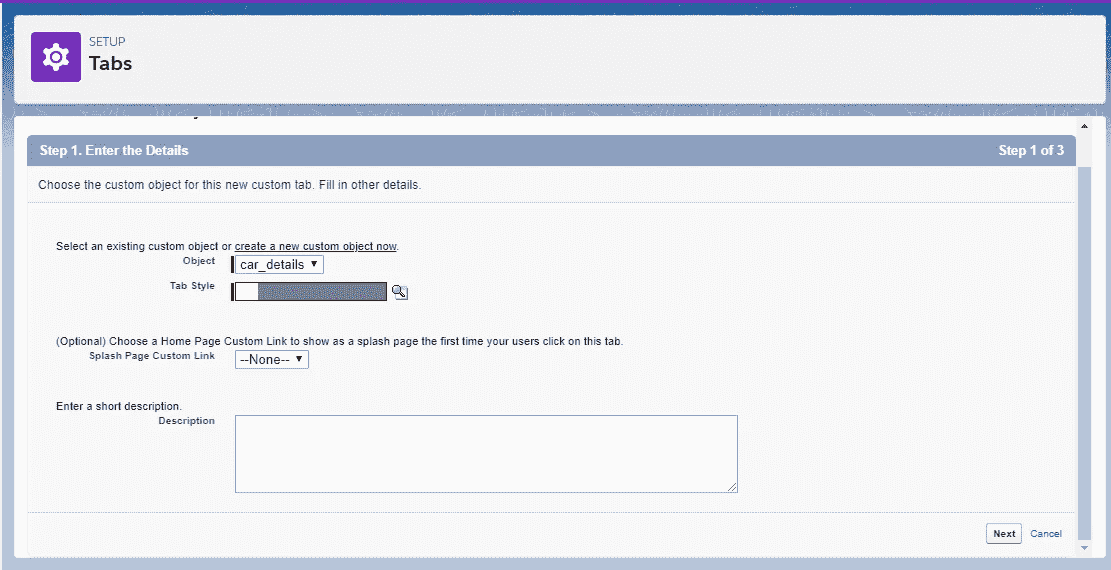 SETUP
Tabs
Step 1. Enter the Details
Step 1 of 3
Choose the custom object for this new custom tab. Fill in other details.
Select an existing custom object or create a new custom object now.
Object
car_details
Tab Style
(Optional) Choose a Home Page Custom Link to show as a splash page the first time your users click on this tab.
Splash Page Custom Link
--None--
Enter a short description.
Description
Next
Cancel